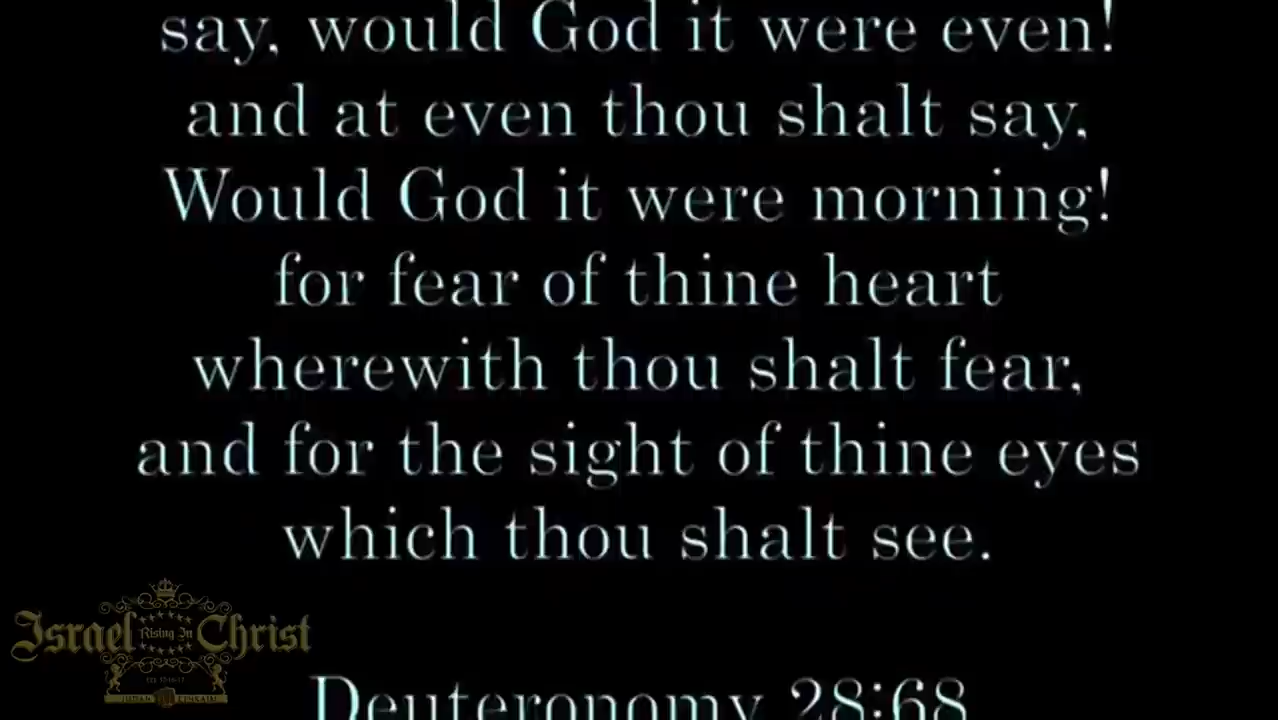 say, would God it were even!
and at even thou shalt say,
Would God it were morning!
for fear of thine heart
wherewith thou shalt fear,
and for the sight of thine eyes
which thou shalt see.
Israel Rising In Christ
Deuteronomy 28:68